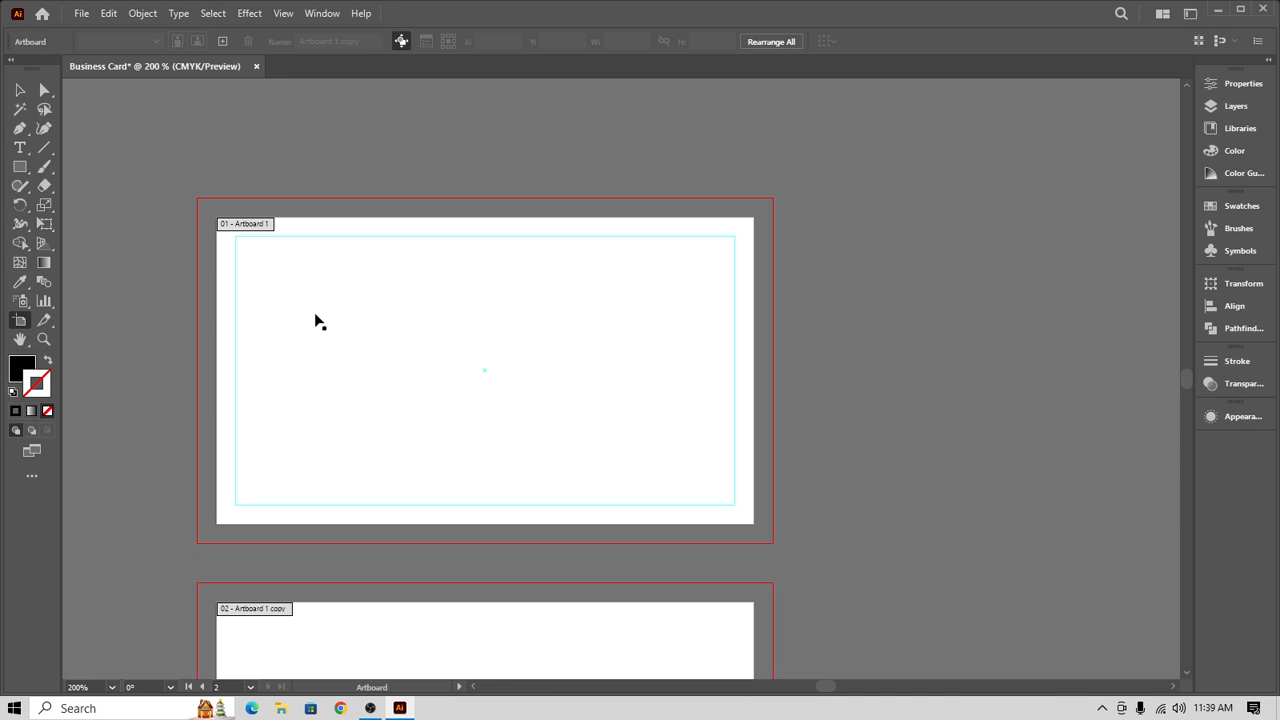 Ai File Edit Object Type Select Effect View Window Help
Artboard Name: Artboard 1 copy X: Y: W: H: Rearrange All
Business Card* @ 200 % (CMYK/Preview) ×
Properties
Layers
Libraries
Color
Color Gu...
Swatches
Brushes
Symbols
Transform
Align
Pathfind...
Stroke
Transpar...
Appeara...
01 - Artboard 1
02 - Artboard 1 copy
200% 0° 2 Artboard
Search Ai 11:39 AM